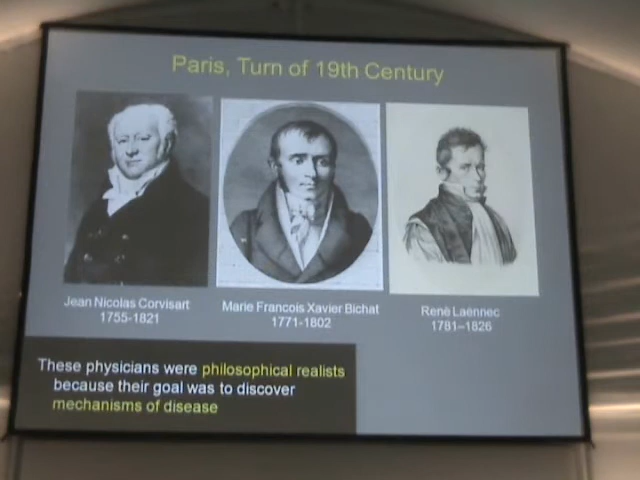 Paris, Turn of 19th Century
Jean Nicolas Corvisart
1755-1821
Marie Francois Xavier Bichat
1771-1802
Renè Laennec
1781–1826
These physicians were philosophical realists
because their goal was to discover
mechanisms of disease